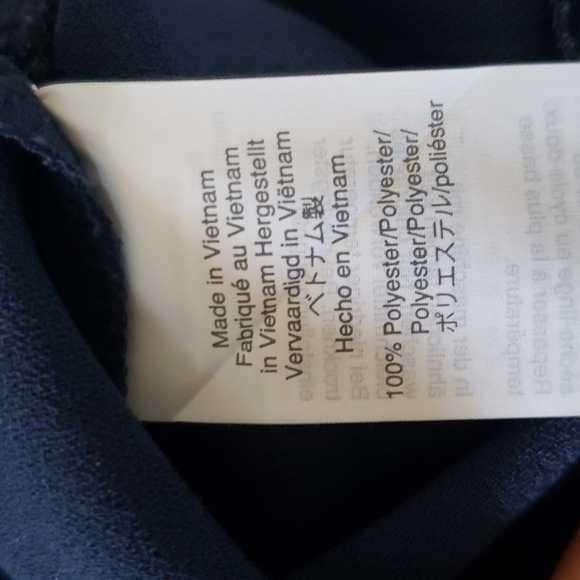 Made in Vietnam
Fabriqué au Vietnam
in Vietnam Hergestellt
Vervaardigd in Viëtnam
ベトナム製
Hecho en Vietnam
100% Polyester/Polyester/
Polyester/Polyester/
ポリエステル/poliéster